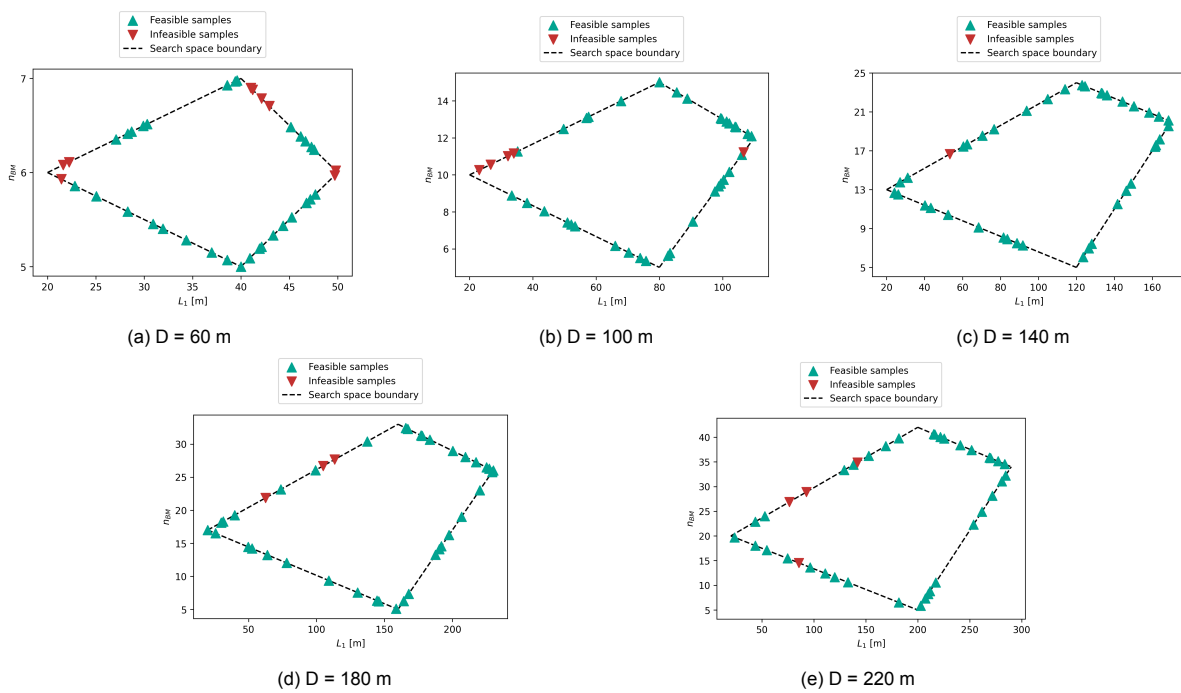 Feasible samples
Infeasible samples
Search space boundary
7
6
5
n_BM
20 25 30 35 40 45 50
L_1 [m]
(a) D = 60 m
Feasible samples
Infeasible samples
Search space boundary
14
12
10
8
6
n_BM
20 40 60 80 100
L_1 [m]
(b) D = 100 m
Feasible samples
Infeasible samples
Search space boundary
25
21
17
13
9
5
n_BM
20 40 60 80 100 120 140 160
L_1 [m]
(c) D = 140 m
Feasible samples
Infeasible samples
Search space boundary
30
25
20
15
10
5
n_BM
50 100 150 200
L_1 [m]
(d) D = 180 m
Feasible samples
Infeasible samples
Search space boundary
40
35
30
25
20
15
10
5
n_BM
50 100 150 200 250 300
L_1 [m]
(e) D = 220 m